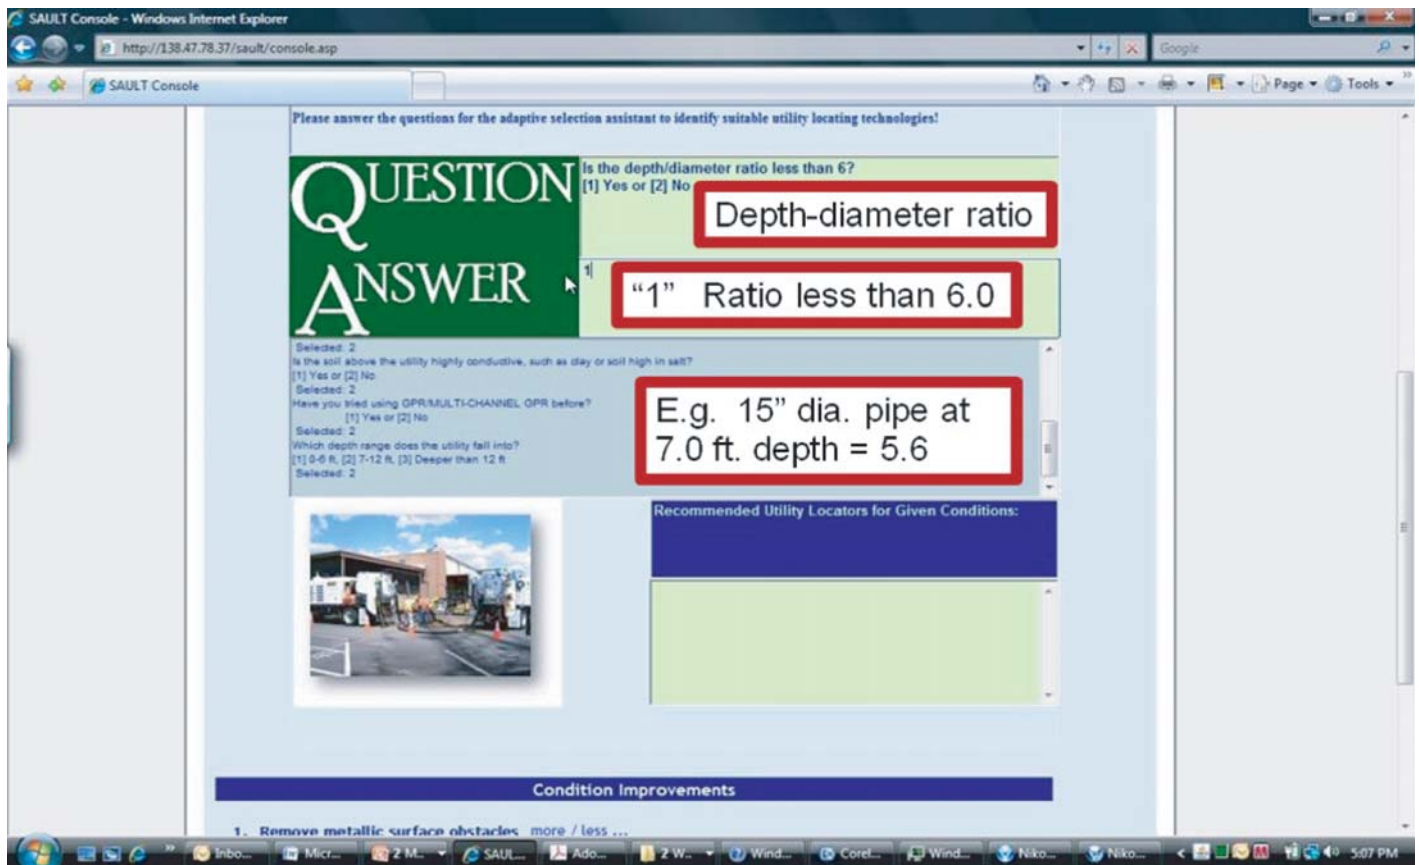 SAULT Console - Windows Internet Explorer
http://138.47.78.37/sault/console.asp
Google
SAULT Console
Page
Tools
Please answer the questions for the adaptive selection assistant to identify suitable utility locating technologies!
QUESTION
Is the depth/diameter ratio less than 6?
[1] Yes or [2] No
Depth-diameter ratio
ANSWER
1
“1” Ratio less than 6.0
Selected: 2
Is the soil above the utility highly conductive, such as clay or soil high in salt?
[1] Yes or [2] No
Selected: 2
Have you tried using GPR/MULTI-CHANNEL GPR before?
[1] Yes or [2] No
Selected: 2
Which depth range does the utility fall into?
[1] 0-6 ft, [2] 7-12 ft, [3] Deeper than 12 ft
Selected: 2
E.g. 15” dia. pipe at
7.0 ft. depth = 5.6
Recommended Utility Locators for Given Conditions:
Condition Improvements
1. Remove metallic surface obstacles more / less ...
Inbo...
Micr...
2 M...
SAUL...
Ado...
2 W...
Wind...
Corel...
Wind...
Niko...
Niko...
5:07 PM